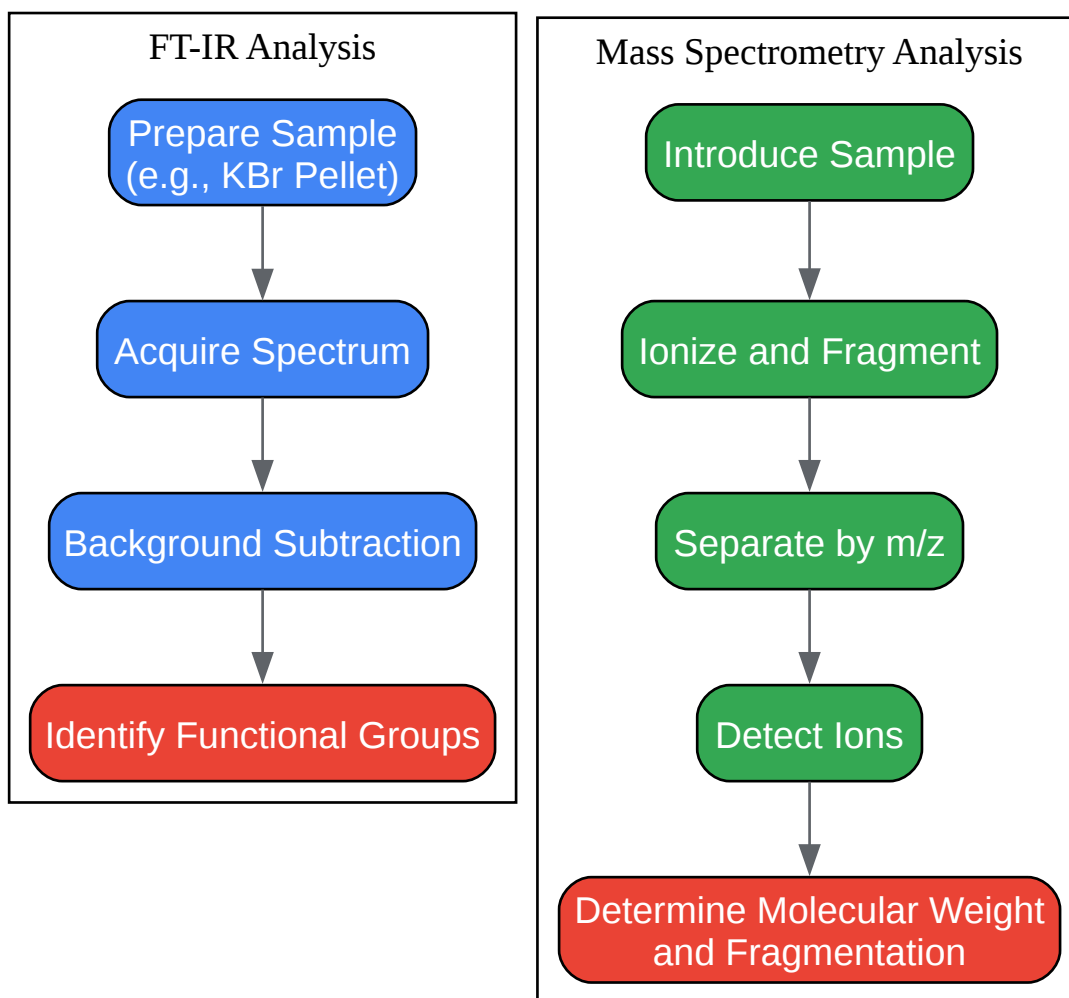 FT-IR Analysis
Prepare Sample
(e.g., KBr Pellet)
Acquire Spectrum
Background Subtraction
Identify Functional Groups
Mass Spectrometry Analysis
Introduce Sample
Ionize and Fragment
Separate by m/z
Detect Ions
Determine Molecular Weight
and Fragmentation